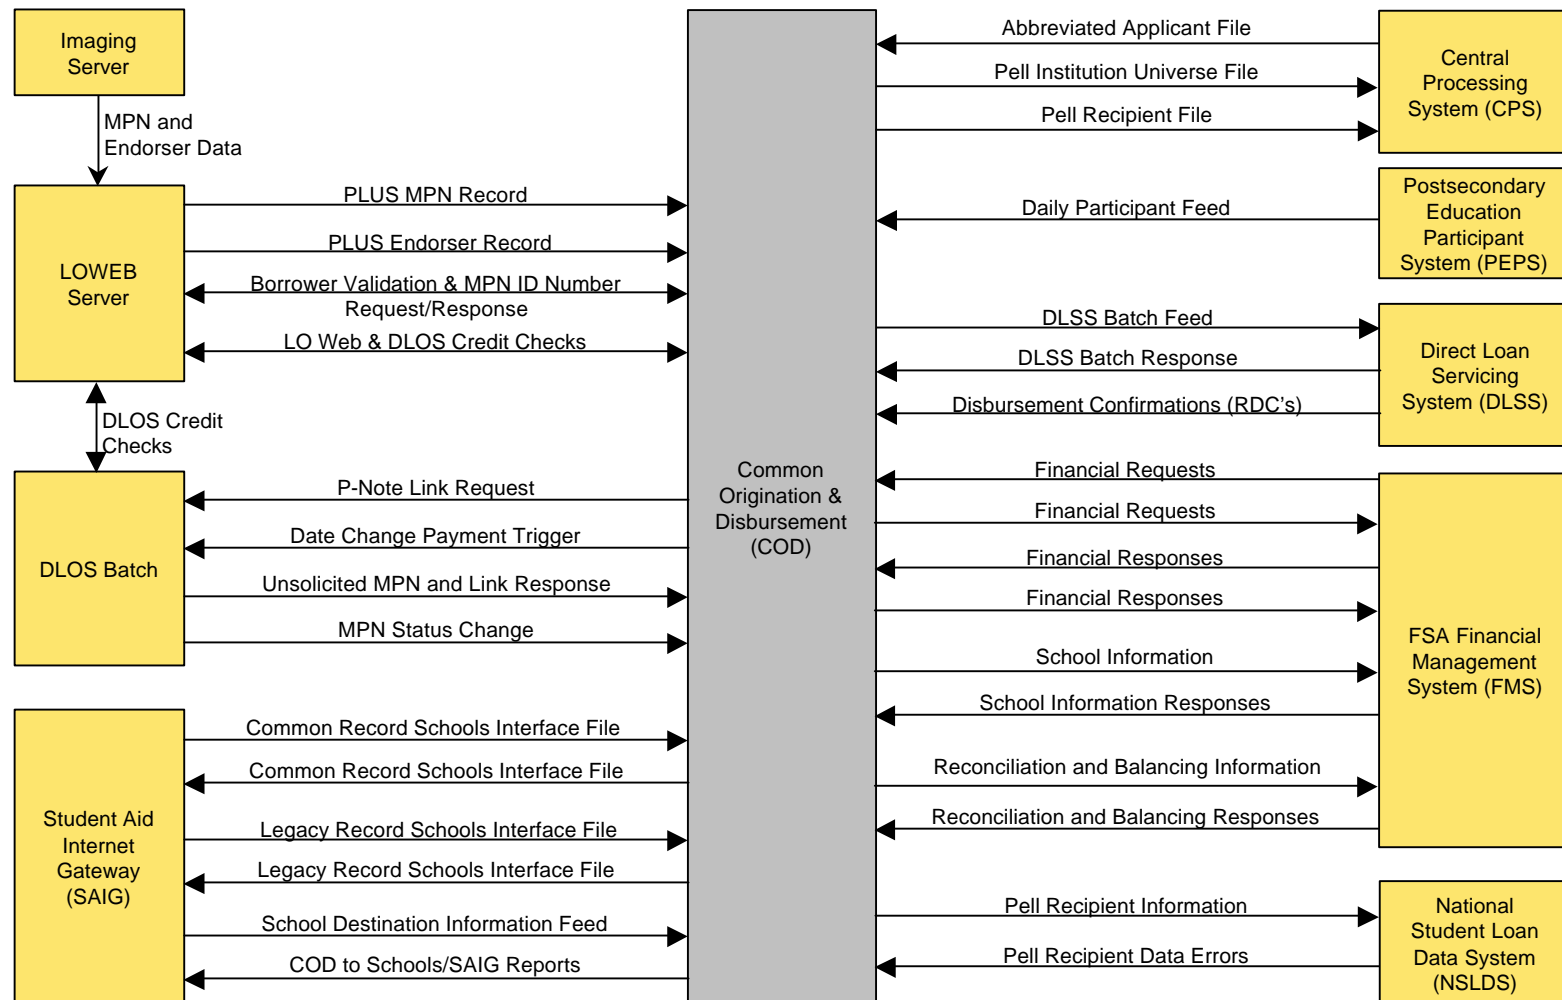 Imaging
Server
MPN and
Endorser Data
LOWEB
Server
DLOS Credit
Checks
DLOS Batch
Student Aid
Internet
Gateway
(SAIG)
PLUS MPN Record
PLUS Endorser Record
Borrower Validation & MPN ID Number
Request/Response
LO Web & DLOS Credit Checks
P-Note Link Request
Date Change Payment Trigger
Unsolicited MPN and Link Response
MPN Status Change
Common Record Schools Interface File
Common Record Schools Interface File
Legacy Record Schools Interface File
Legacy Record Schools Interface File
School Destination Information Feed
COD to Schools/SAIG Reports
Common
Origination &
Disbursement
(COD)
Abbreviated Applicant File
Pell Institution Universe File
Pell Recipient File
Daily Participant Feed
DLSS Batch Feed
DLSS Batch Response
Disbursement Confirmations (RDC's)
Financial Requests
Financial Requests
Financial Responses
Financial Responses
School Information
School Information Responses
Reconciliation and Balancing Information
Reconciliation and Balancing Responses
Pell Recipient Information
Pell Recipient Data Errors
Central
Processing
System (CPS)
Postsecondary
Education
Participant
System (PEPS)
Direct Loan
Servicing
System (DLSS)
FSA Financial
Management
System (FMS)
National
Student Loan
Data System
(NSLDS)